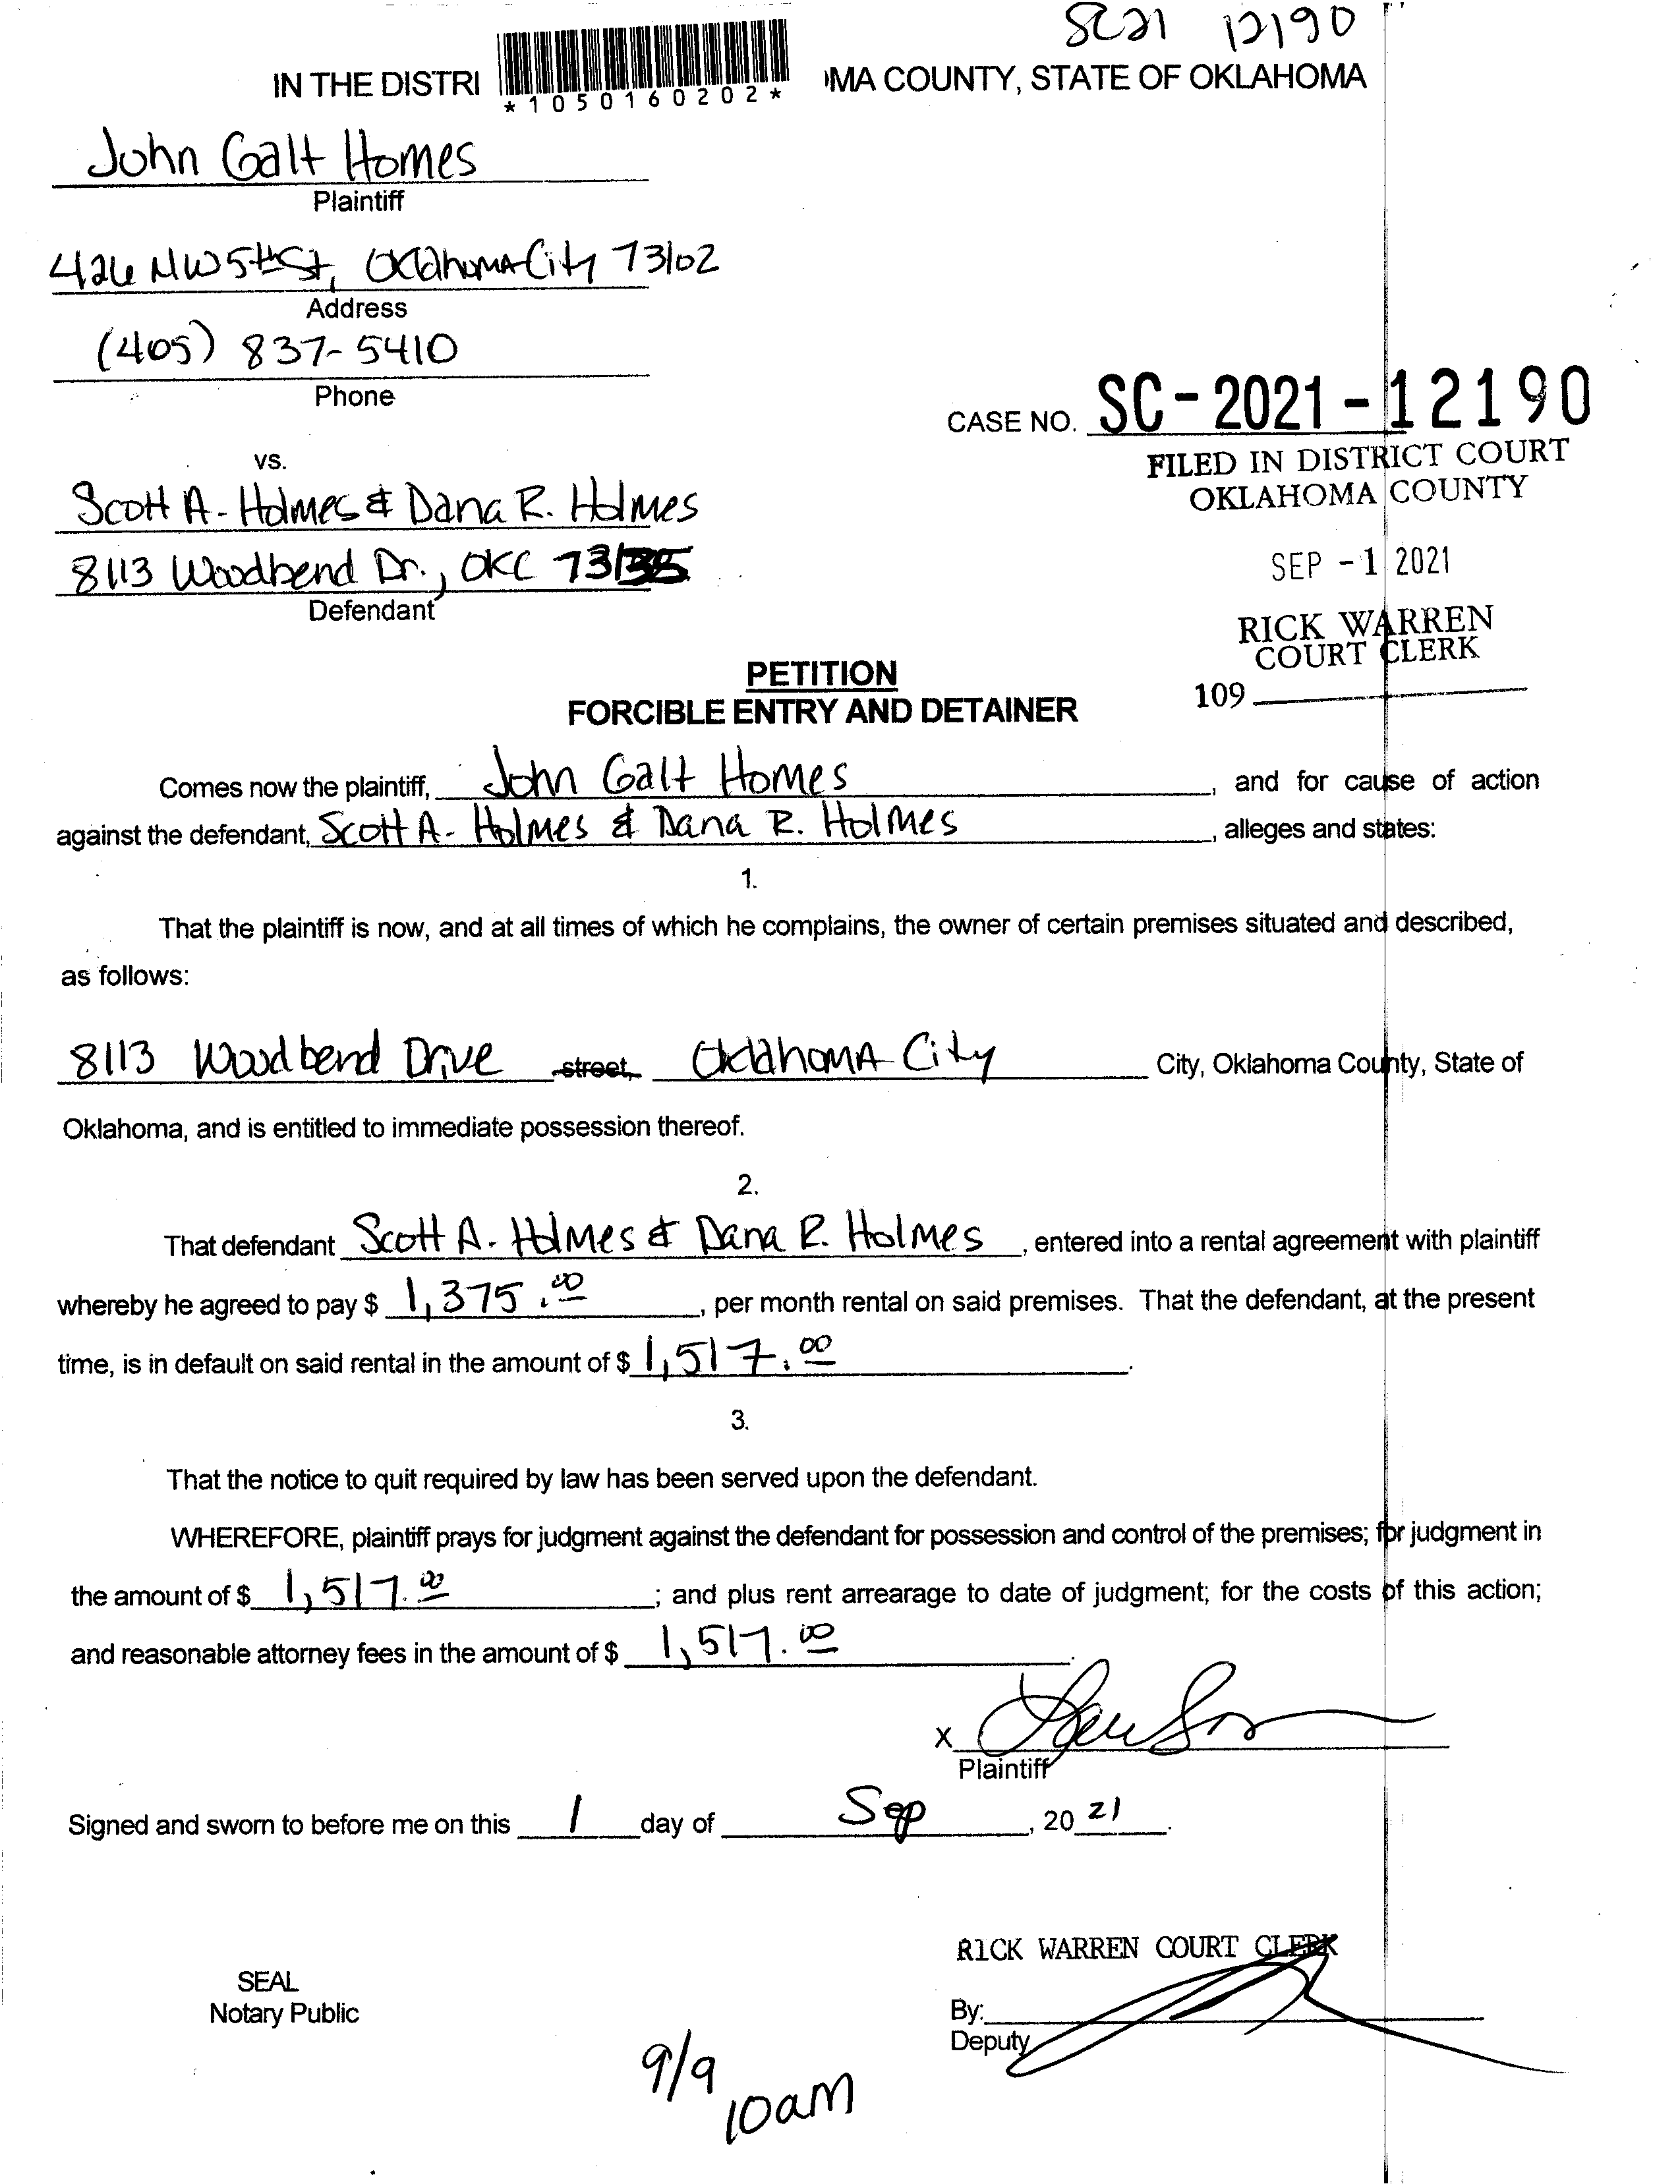 SC21 12190
IN THE DISTRI MA COUNTY, STATE OF OKLAHOMA
*1050160202*
John Galt Homes
Plaintiff
426 NW 5th St, Oklahoma City 73102
Address
(405) 837-5410
Phone
CASE NO. SC-2021-12190
FILED IN DISTRICT COURT
OKLAHOMA COUNTY
SEP -1 2021
RICK WARREN
COURT CLERK
109
vs.
Scott A. Holmes & Dana R. Holmes
8113 Woodbend Dr., OKC 73135
Defendant
PETITION
FORCIBLE ENTRY AND DETAINER
Comes now the plaintiff, John Galt Homes, and for cause of action
against the defendant, Scott A. Holmes & Dana R. Holmes, alleges and states:
1.
That the plaintiff is now, and at all times of which he complains, the owner of certain premises situated and described,
as follows:
8113 Woodbend Drive street, Oklahoma City City, Oklahoma County, State of
Oklahoma, and is entitled to immediate possession thereof.
2.
That defendant Scott A. Holmes & Dana R. Holmes, entered into a rental agreement with plaintiff
whereby he agreed to pay $ 1,375.00, per month rental on said premises. That the defendant, at the present
time, is in default on said rental in the amount of $ 1,517.00.
3.
That the notice to quit required by law has been served upon the defendant.
WHEREFORE, plaintiff prays for judgment against the defendant for possession and control of the premises; for judgment in
the amount of $ 1,517.00; and plus rent arrearage to date of judgment; for the costs of this action;
and reasonable attorney fees in the amount of $ 1,517.00.
X
Plaintiff
Signed and sworn to before me on this 1 day of Sep, 20 21.
RICK WARREN COURT CLERK
SEAL
Notary Public
By:
Deputy
9/9
10am